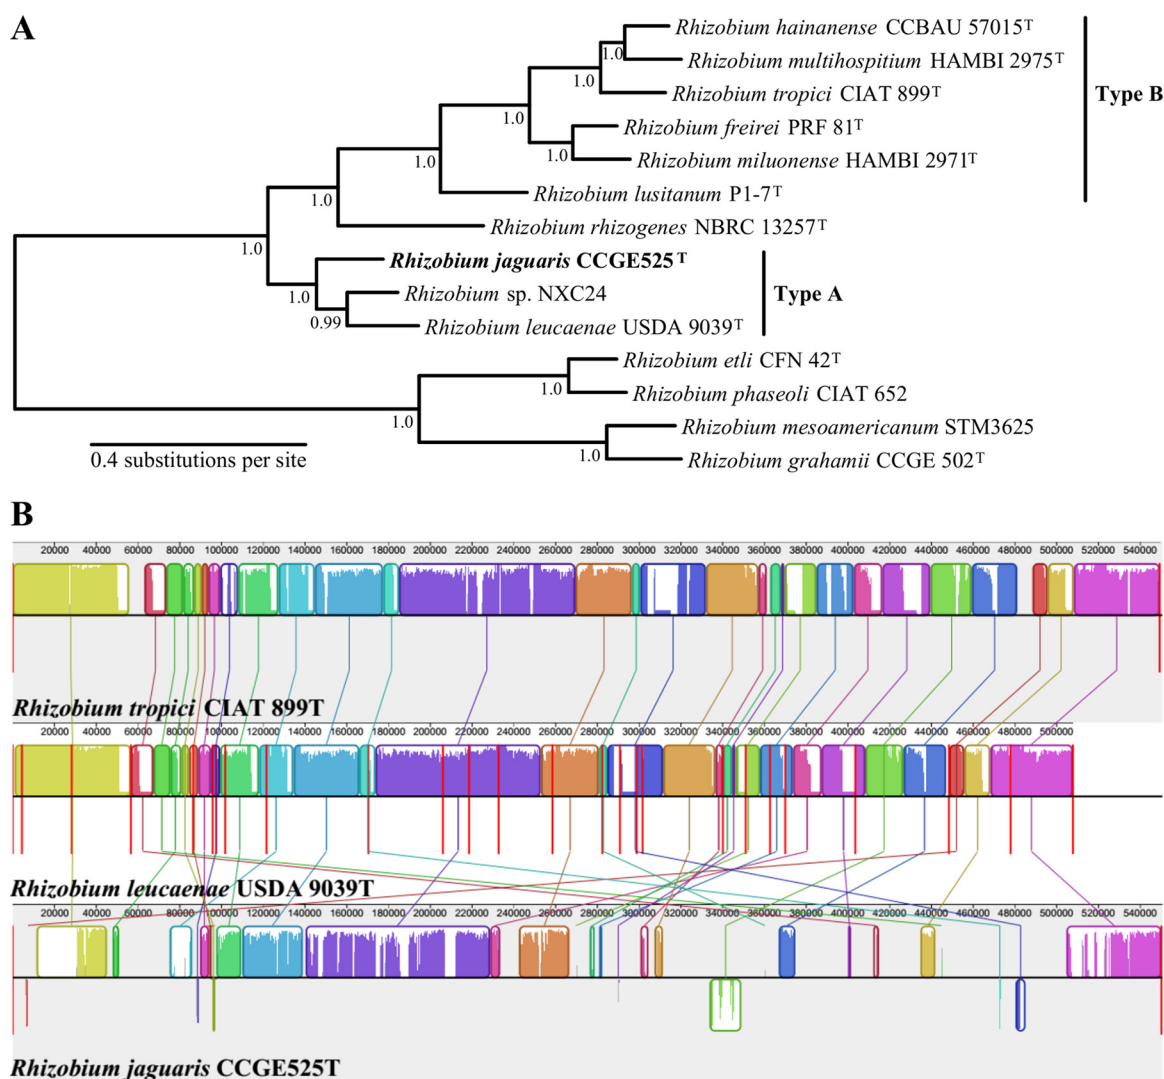 A
Rhizobium hainanense CCBAU 57015T
1.0
Rhizobium multihospitium HAMBI 2975T
1.0
Rhizobium tropici CIAT 899T
Type B
1.0
Rhizobium freirei PRF 81T
1.0
Rhizobium miluonense HAMBI 2971T
1.0
Rhizobium lusitanum P1-7T
1.0
Rhizobium rhizogenes NBRC 13257T
1.0
Rhizobium jaguaris CCGE525T
1.0
Rhizobium sp. NXC24
Type A
0.99
Rhizobium leucaenae USDA 9039T
Rhizobium etli CFN 42T
1.0
Rhizobium phaseoli CIAT 652
1.0
Rhizobium mesoamericanum STM3625
1.0
Rhizobium grahamii CCGE 502T
0.4 substitutions per site
B
20000 40000 60000 80000 100000 120000 140000 160000 180000 200000 220000 240000 260000 280000 300000 320000 340000 360000 380000 400000 420000 440000 460000 480000 500000 520000 540000
Rhizobium tropici CIAT 899T
20000 40000 60000 80000 100000 120000 140000 160000 180000 200000 220000 240000 260000 280000 300000 320000 340000 360000 380000 400000 420000 440000 460000 480000 500000
Rhizobium leucaenae USDA 9039T
20000 40000 60000 80000 100000 120000 140000 160000 180000 200000 220000 240000 260000 280000 300000 320000 340000 360000 380000 400000 420000 440000 460000 480000 500000 520000 540000
Rhizobium jaguaris CCGE525T